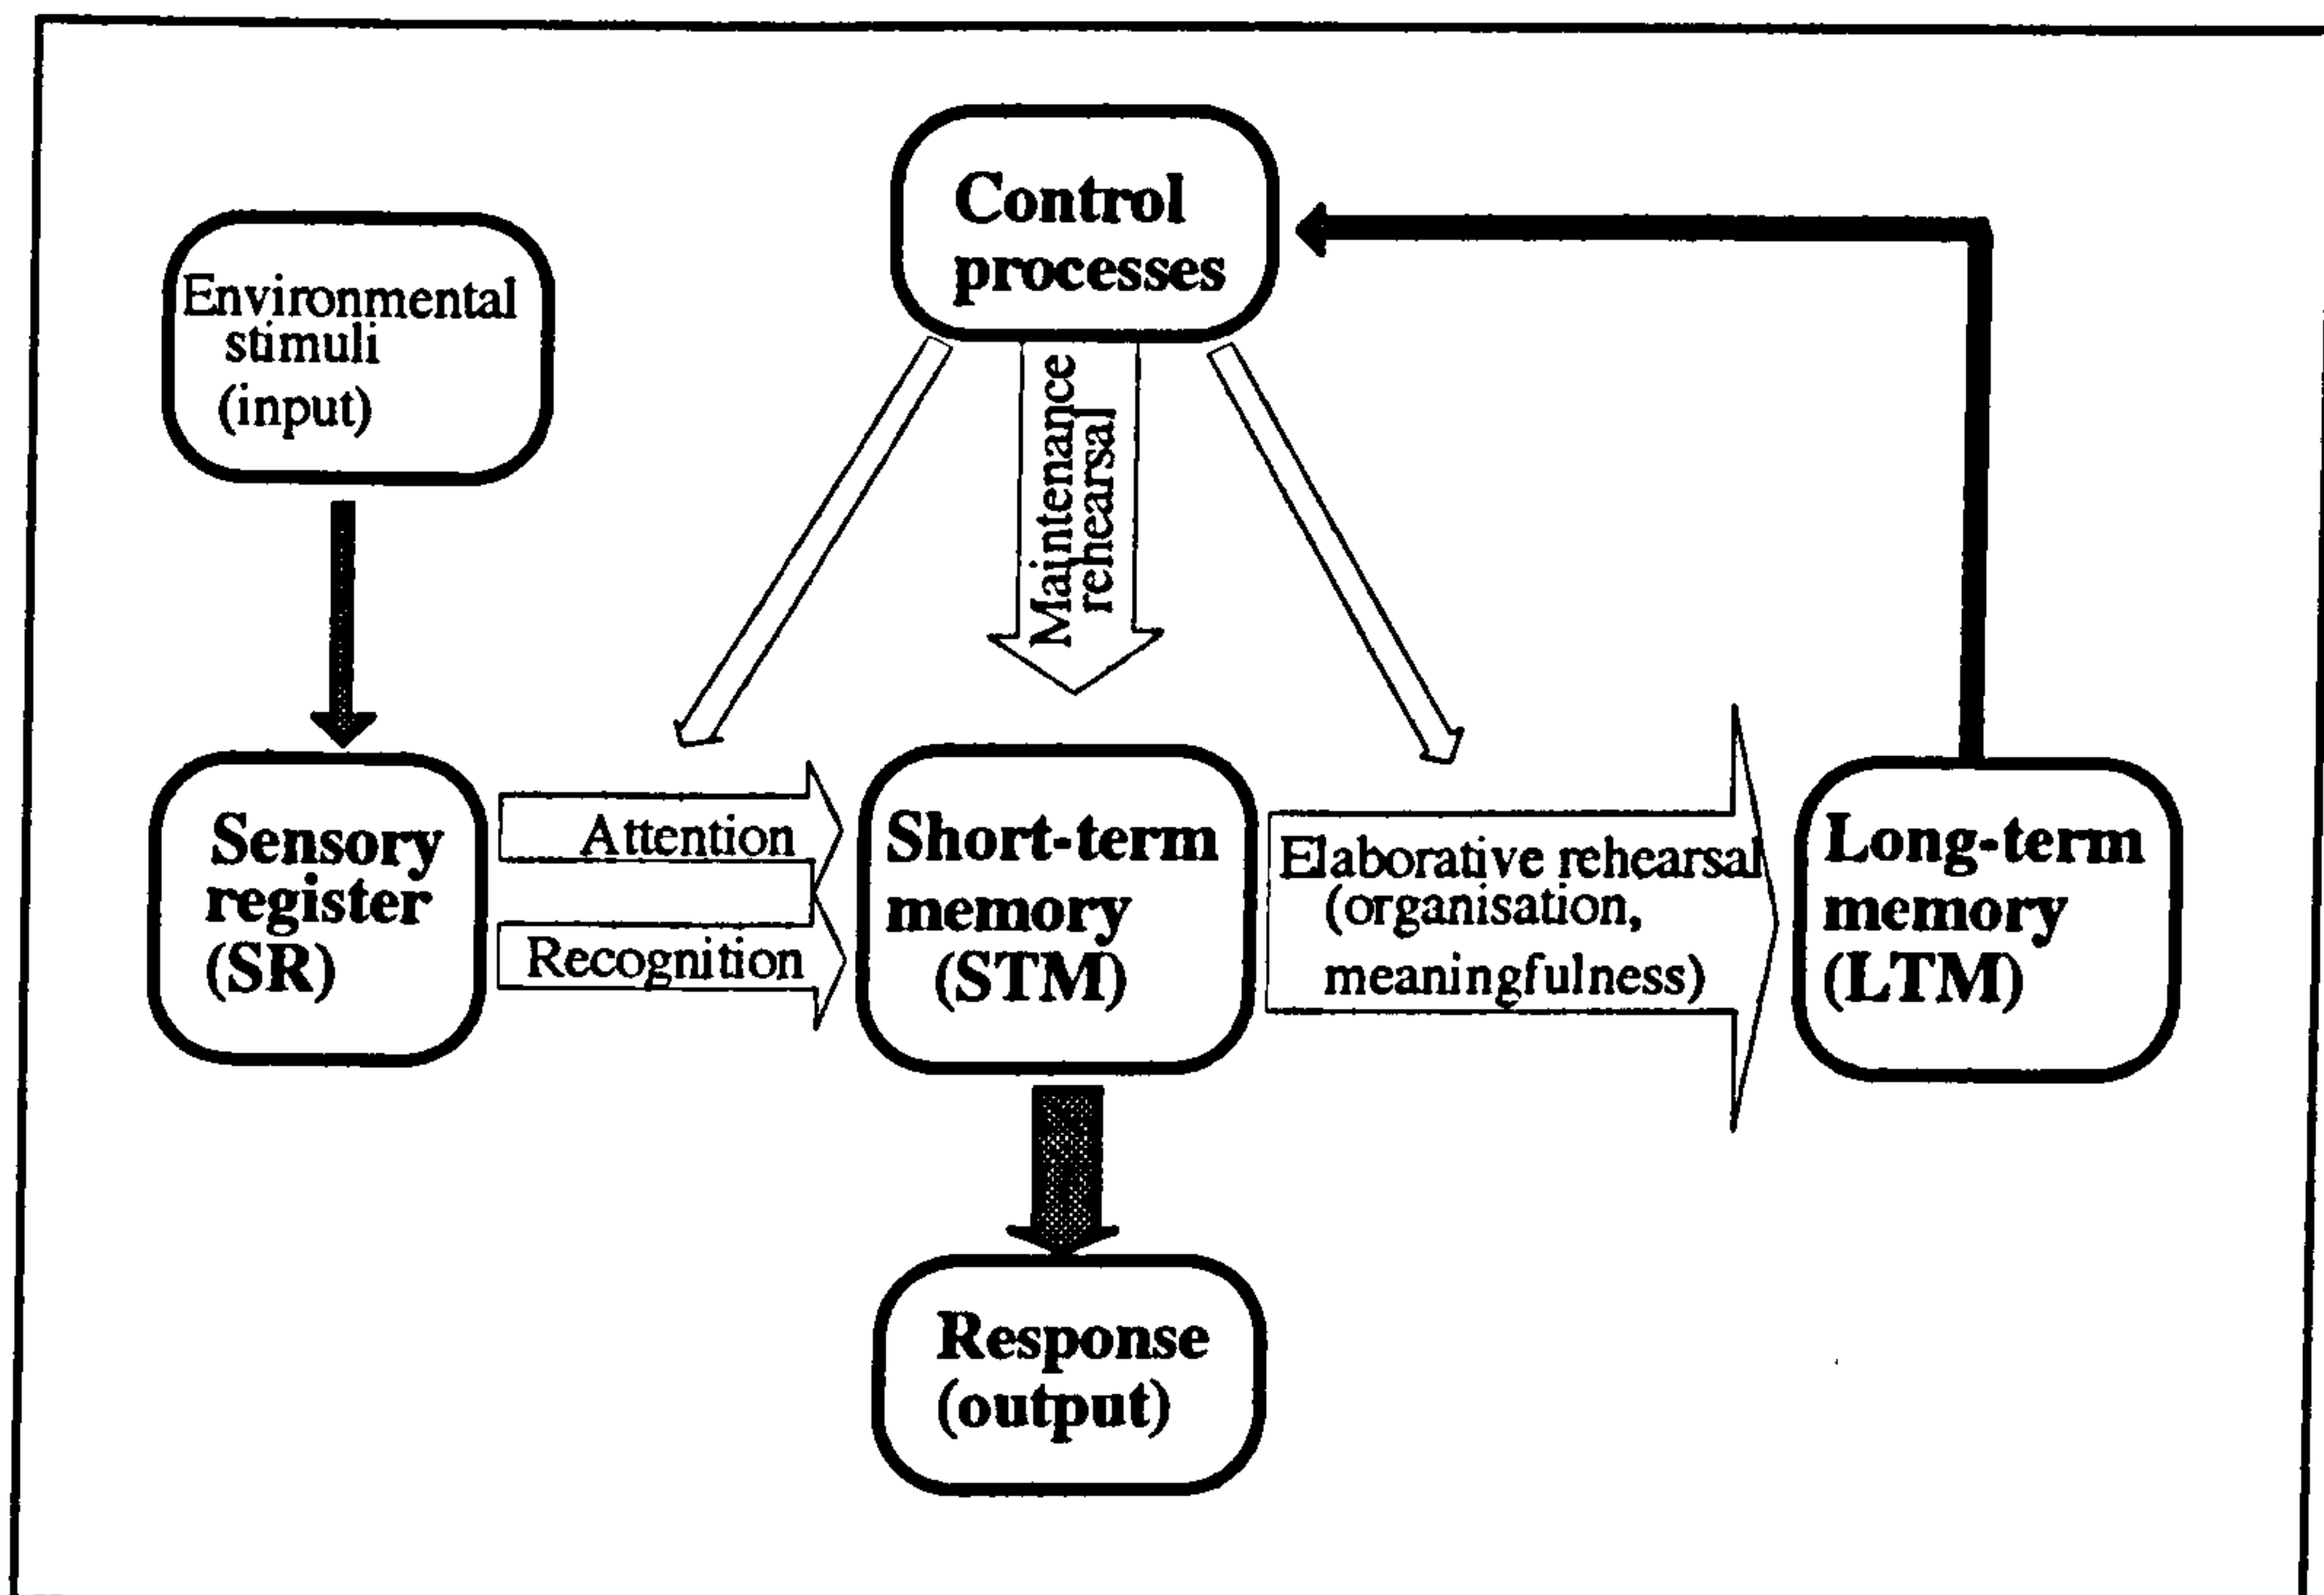 Control
processes
Environmental
stimuli
(input)
Maintenance
rehearsal
Sensory
register
(SR)
Attention
Recognition
Short-term
memory
(STM)
Elaborative rehearsal
(organisation,
meaningfulness)
Long-term
memory
(LTM)
Response
(output)